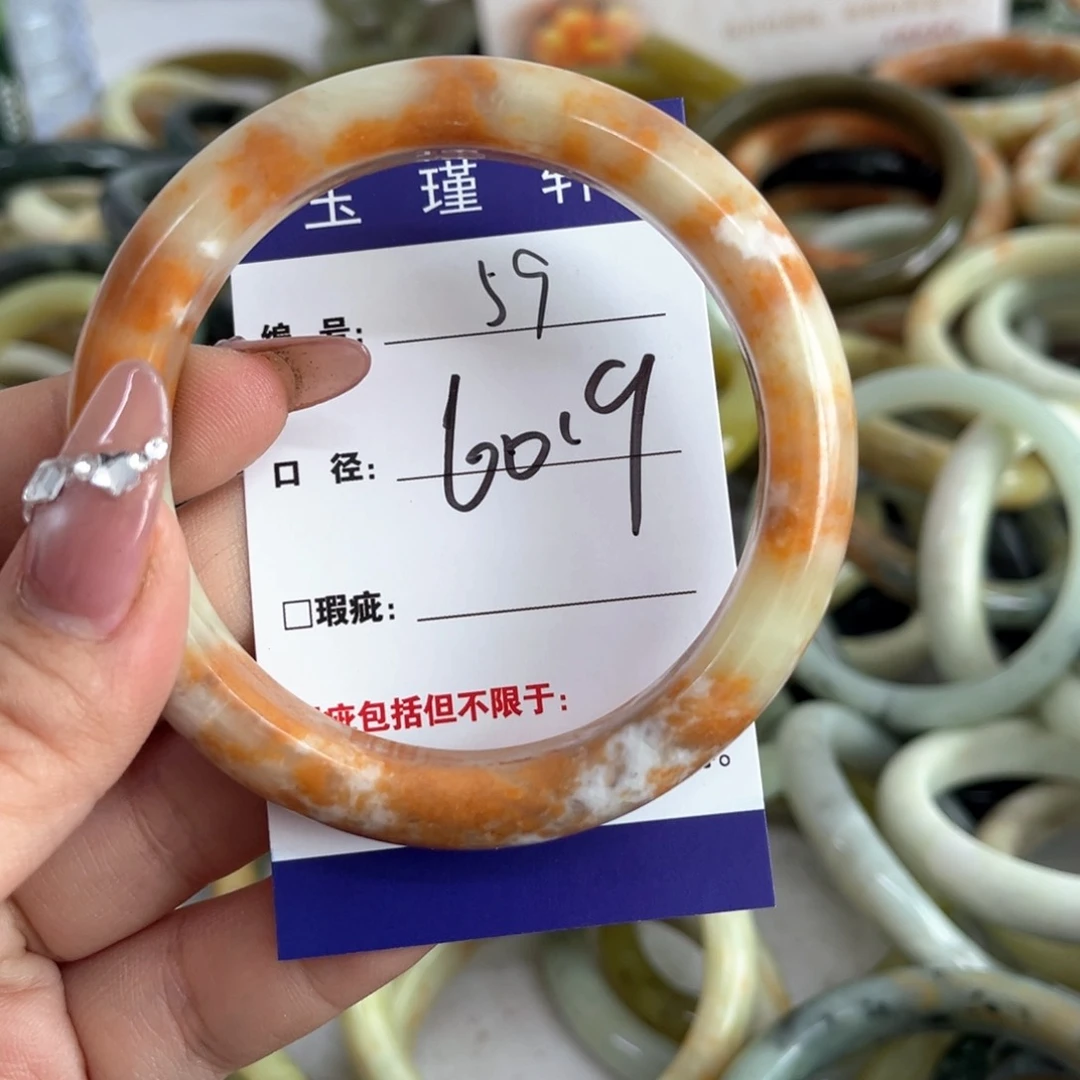 玉瑾轩
编号: 59
口径: 60.9
□瑕疵:
疵包括但不限于:
。